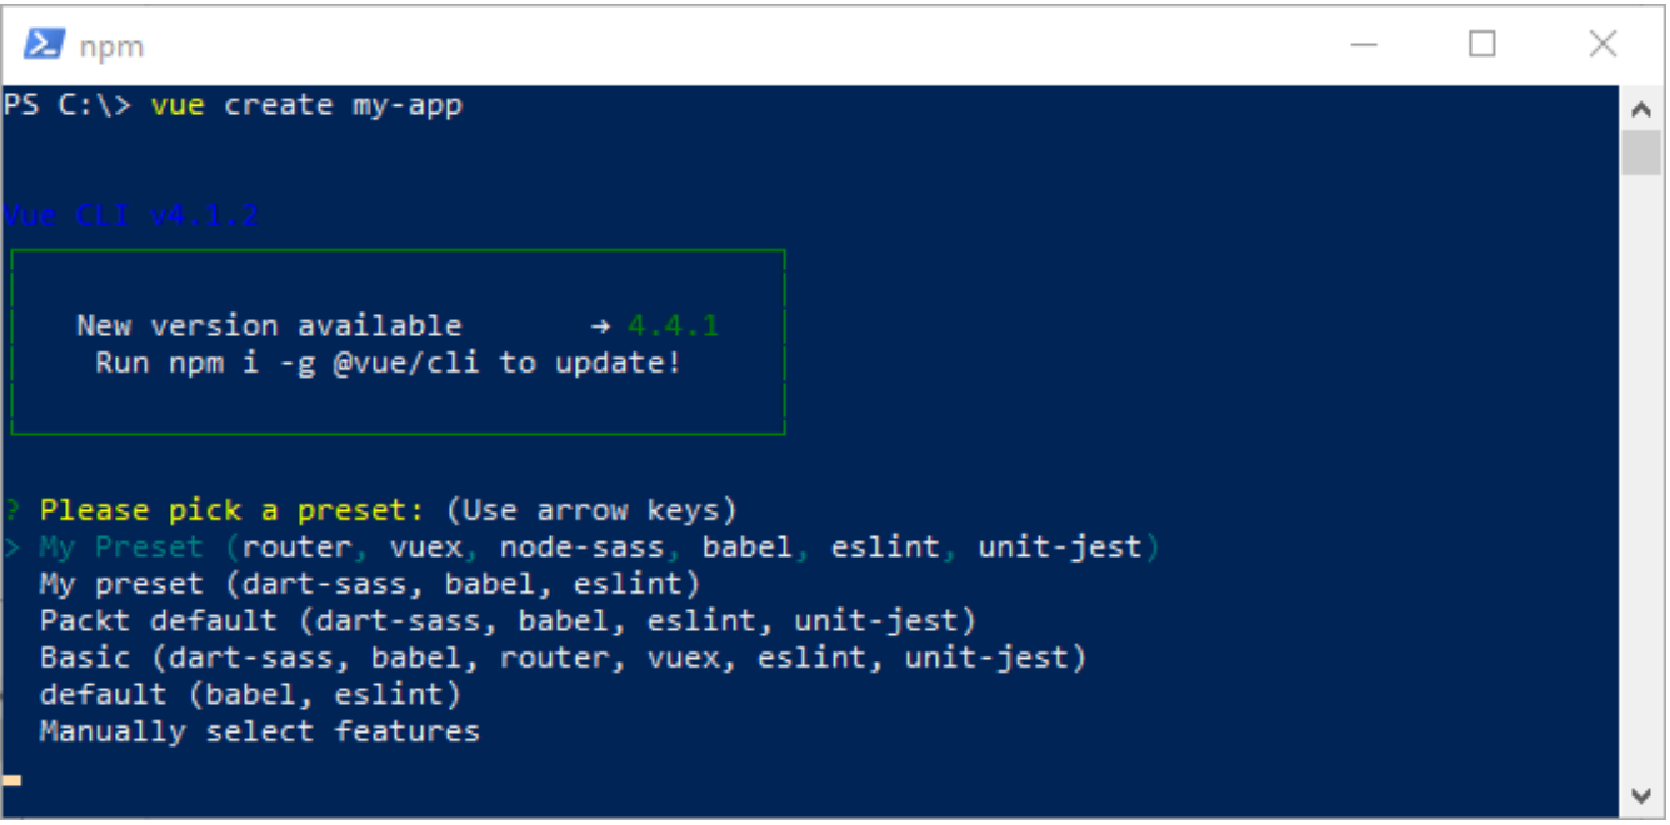 npm
PS C:\> vue create my-app
Vue CLI v4.1.2
New version available → 4.4.1
Run npm i -g @vue/cli to update!
? Please pick a preset: (Use arrow keys)
> My Preset (router, vuex, node-sass, babel, eslint, unit-jest)
My preset (dart-sass, babel, eslint)
Packt default (dart-sass, babel, eslint, unit-jest)
Basic (dart-sass, babel, router, vuex, eslint, unit-jest)
default (babel, eslint)
Manually select features